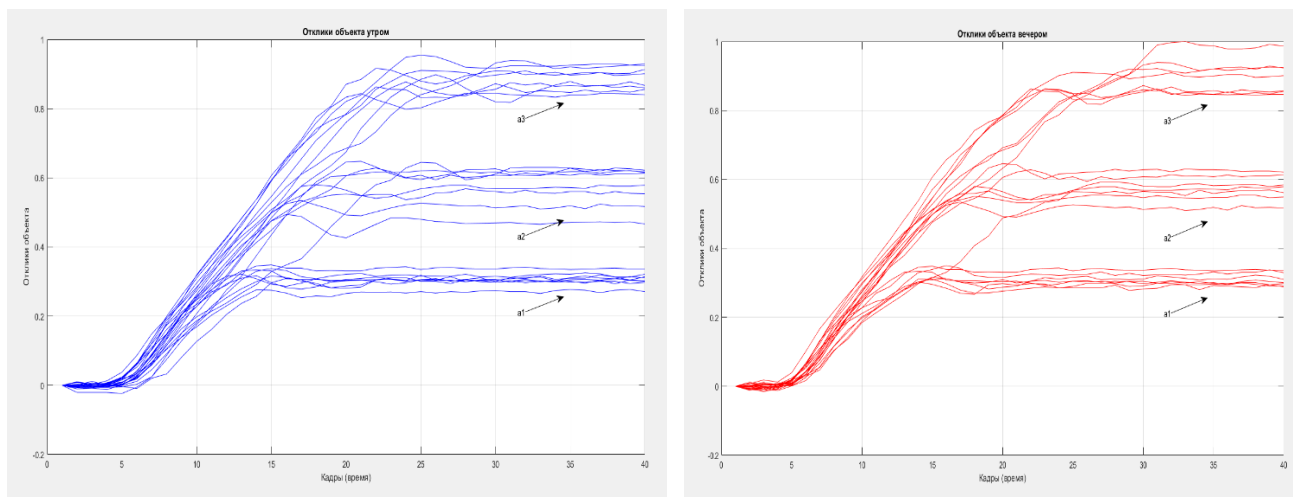 Отклики объекта утром
1
0.8
0.6
0.4
0.2
0
-0.2
Отклики объекта
a3
a2
a1
0
5
10
15
20
25
30
35
40
Кадры (время)
Отклики объекта вечером
1
0.8
0.6
0.4
0.2
0
-0.2
Отклики объекта
a3
a2
a1
0
5
10
15
20
25
30
35
40
Кадры (время)